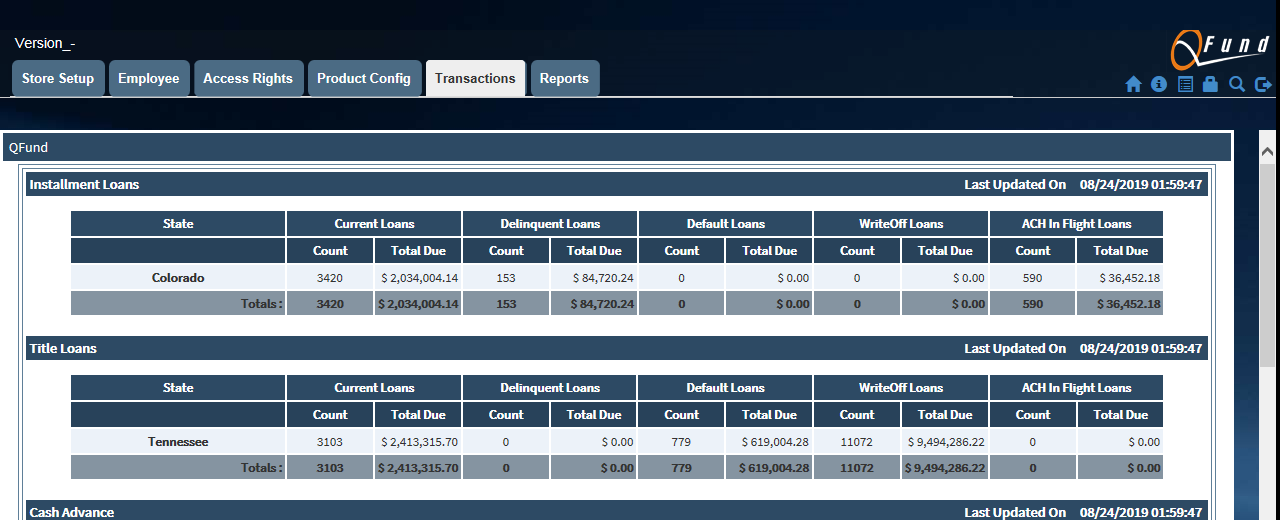 Version_-
QFund
Store Setup Employee Access Rights Product Config Transactions Reports
QFund
Installment Loans Last Updated On 08/24/2019 01:59:47
State Current Loans Delinquent Loans Default Loans WriteOff Loans ACH In Flight Loans
Count Total Due Count Total Due Count Total Due Count Total Due Count Total Due
Colorado 3420 $ 2,034,004.14 153 $ 84,720.24 0 $ 0.00 0 $ 0.00 590 $ 36,452.18
Totals : 3420 $ 2,034,004.14 153 $ 84,720.24 0 $ 0.00 0 $ 0.00 590 $ 36,452.18
Title Loans Last Updated On 08/24/2019 01:59:47
State Current Loans Delinquent Loans Default Loans WriteOff Loans ACH In Flight Loans
Count Total Due Count Total Due Count Total Due Count Total Due Count Total Due
Tennessee 3103 $ 2,413,315.70 0 $ 0.00 779 $ 619,004.28 11072 $ 9,494,286.22 0 $ 0.00
Totals : 3103 $ 2,413,315.70 0 $ 0.00 779 $ 619,004.28 11072 $ 9,494,286.22 0 $ 0.00
Cash Advance Last Updated On 08/24/2019 01:59:47